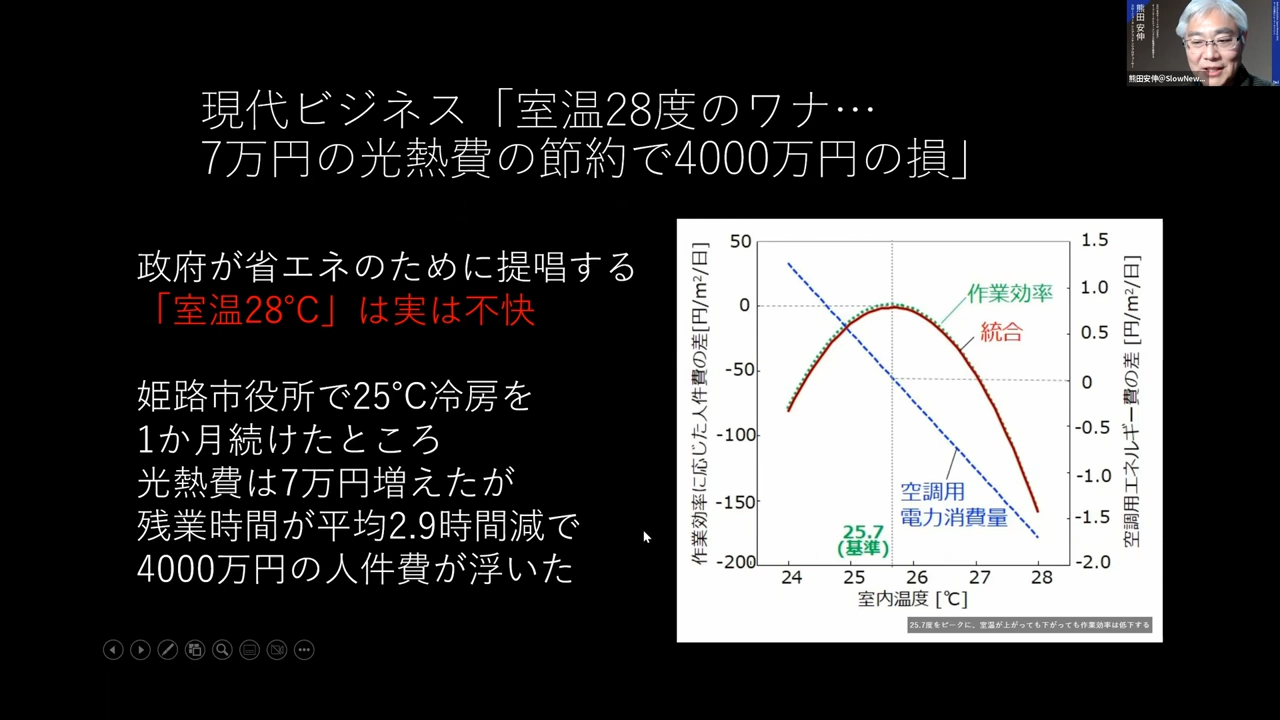 熊田 安伸
熊田安伸@SlowNew...
現代ビジネス「室温28度のワナ…
7万円の光熱費の節約で4000万円の損」
政府が省エネのために提唱する
「室温28℃」は実は不快
姫路市役所で25℃冷房を
1か月続けたところ
光熱費は7万円増えたが
残業時間が平均2.9時間減で
4000万円の人件費が浮いた
作業効率に応じた人件費の差[円/m²/日]
50
0
-50
-100
-150
-200
1.5
1.0
0.5
0
-0.5
-1.0
-1.5
-2.0
空調用エネルギー費の差 [円/m²/日]
作業効率
統合
空調用
電力消費量
25.7
(基準)
24 25 26 27 28
室内温度 [℃]
25.7度をピークに、室温が上がっても下がっても作業効率は低下する